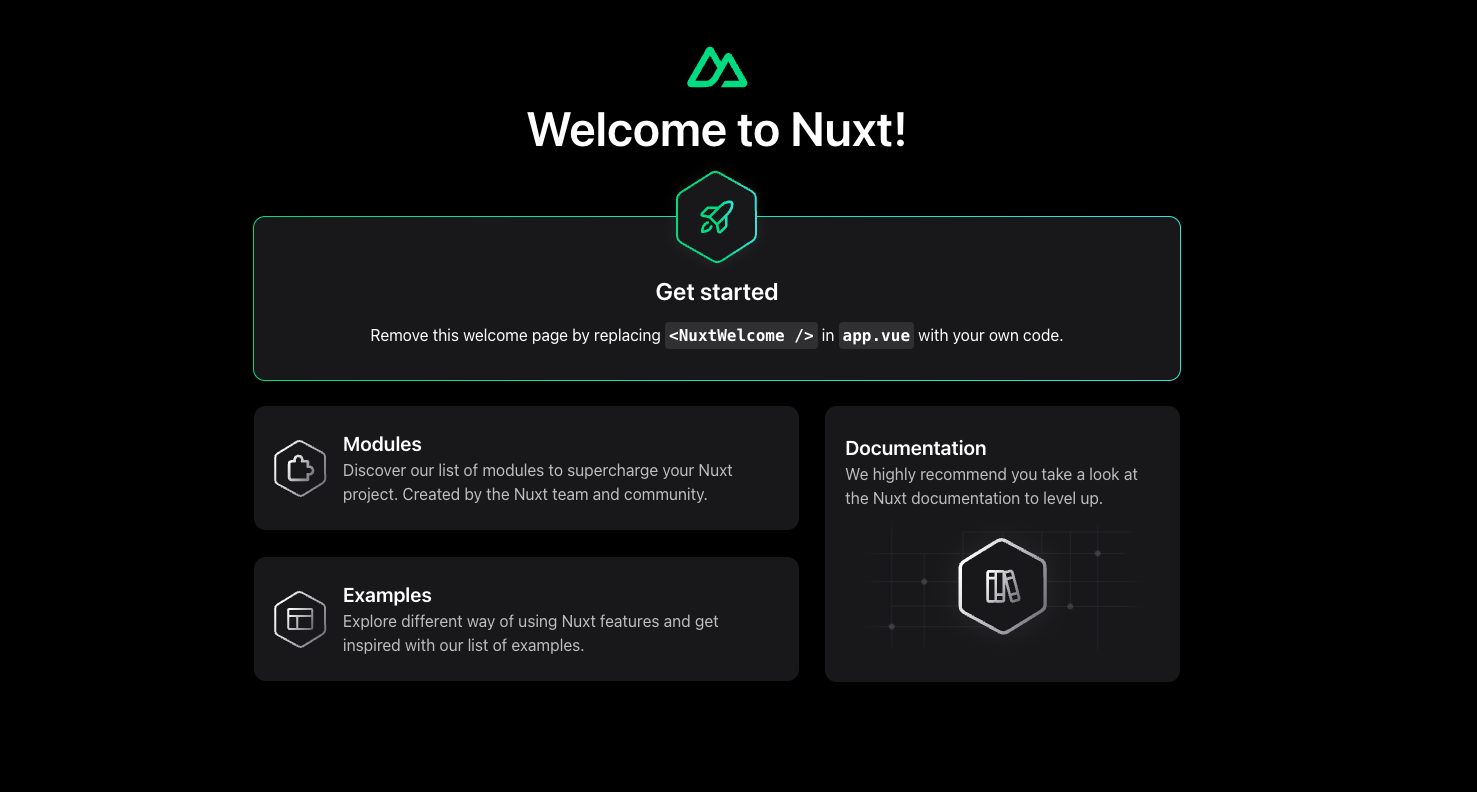 Welcome to Nuxt!
Get started
Remove this welcome page by replacing <NuxtWelcome /> in app.vue with your own code.
Modules
Discover our list of modules to supercharge your Nuxt
project. Created by the Nuxt team and community.
Examples
Explore different way of using Nuxt features and get
inspired with our list of examples.
Documentation
We highly recommend you take a look at
the Nuxt documentation to level up.